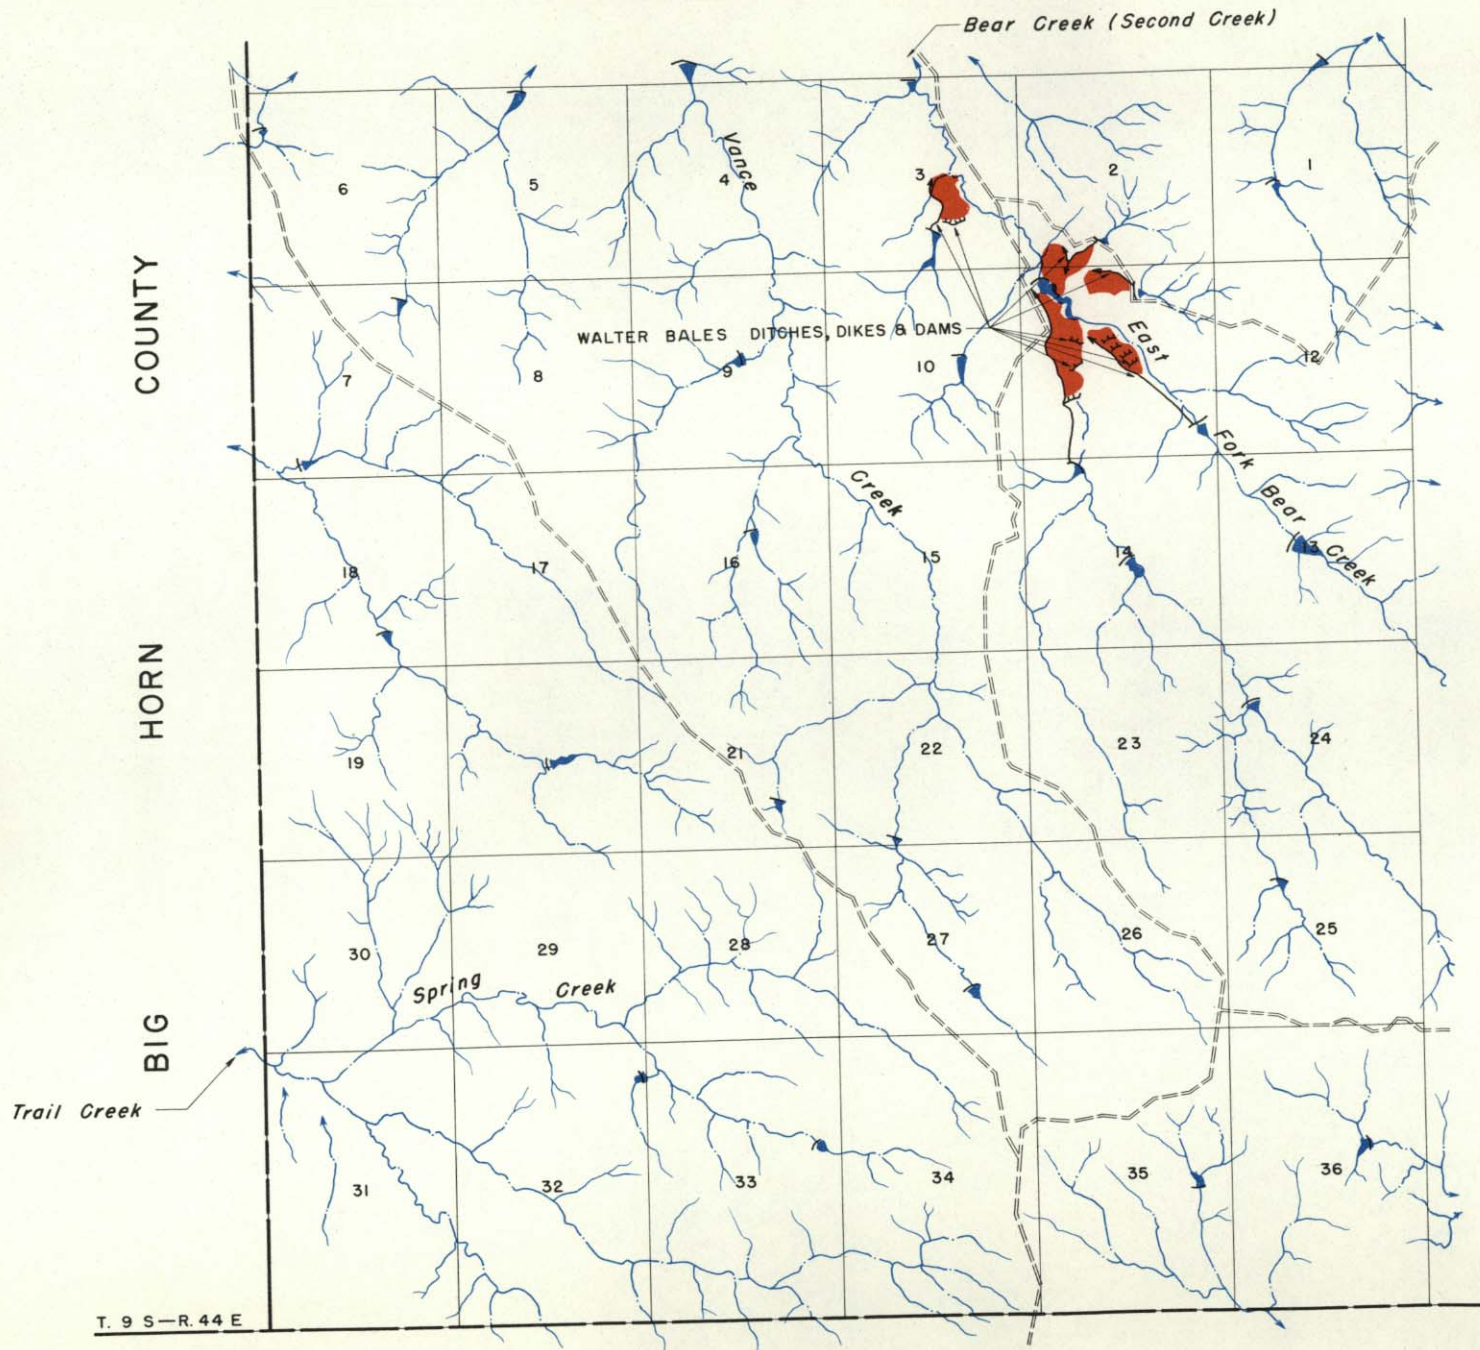 Bear Creek (Second Creek)
6
5
4
Vance
3
2
1
COUNTY
WALTER BALES DITCHES, DIKES & DAMS
East
7
8
9
10
12
Fork
Bear
Creek
Creek
18
17
16
15
14
13
HORN
19
21
22
23
24
30
29
28
27
26
25
Spring Creek
BIG
Trail Creek
31
32
33
34
35
36
T. 9 S—R. 44 E